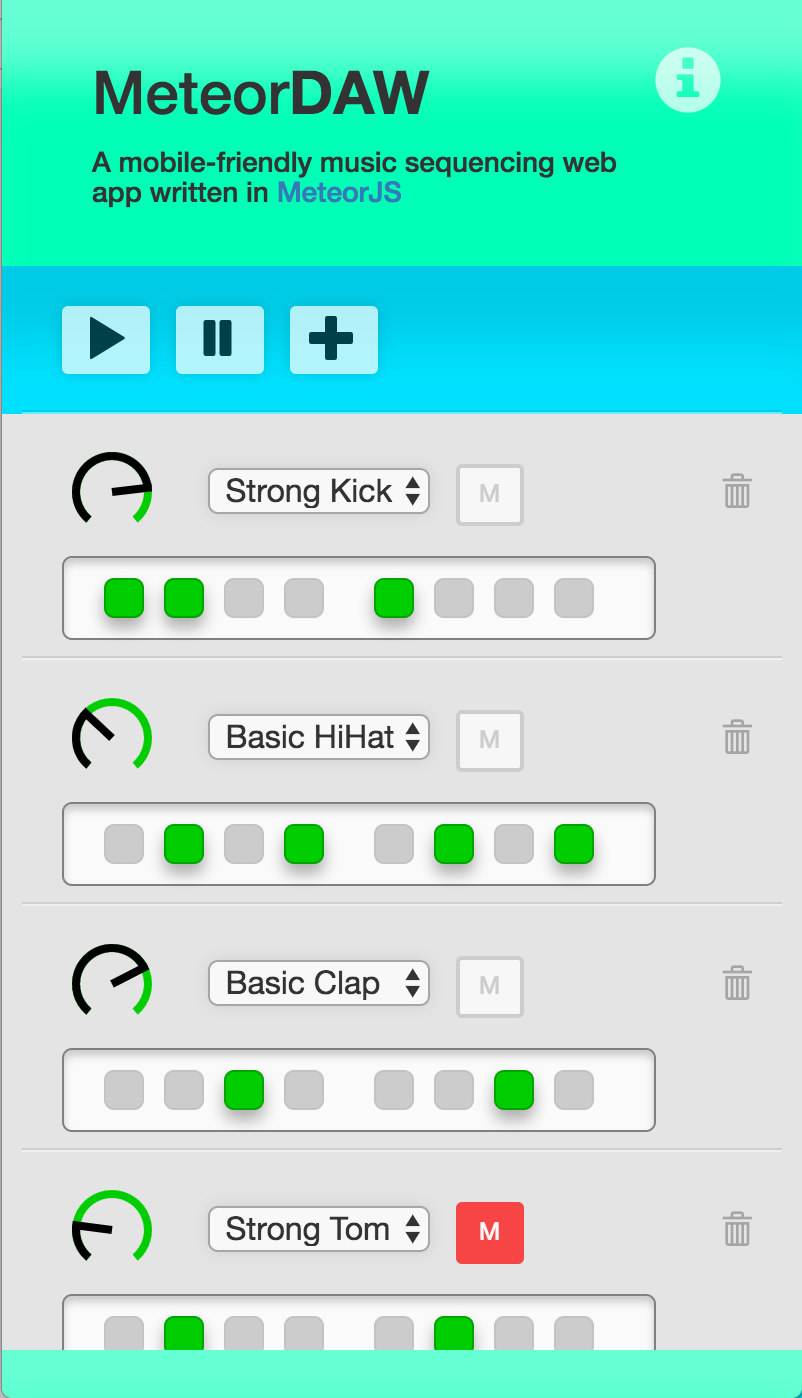 MeteorDAW
A mobile-friendly music sequencing web
app written in MeteorJS
Strong Kick
M
Basic HiHat
M
Basic Clap
M
Strong Tom
M